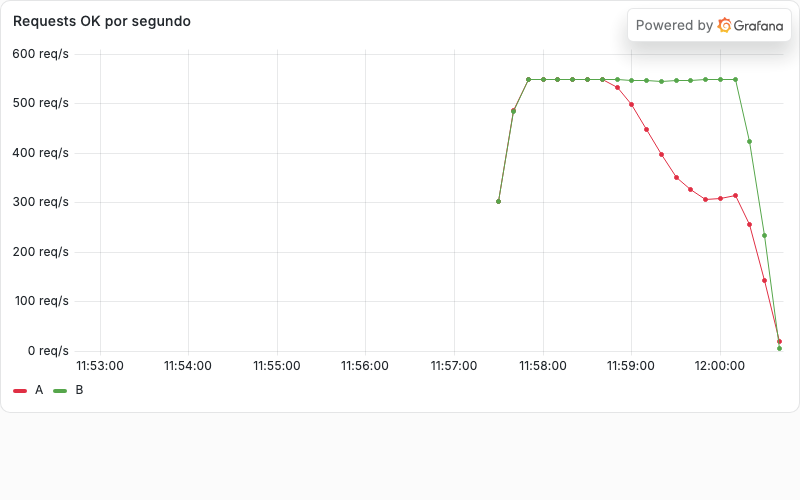 Requests OK por segundo
Powered by Grafana
600 req/s
500 req/s
400 req/s
300 req/s
200 req/s
100 req/s
0 req/s
11:53:00 11:54:00 11:55:00 11:56:00 11:57:00 11:58:00 11:59:00 12:00:00
A B